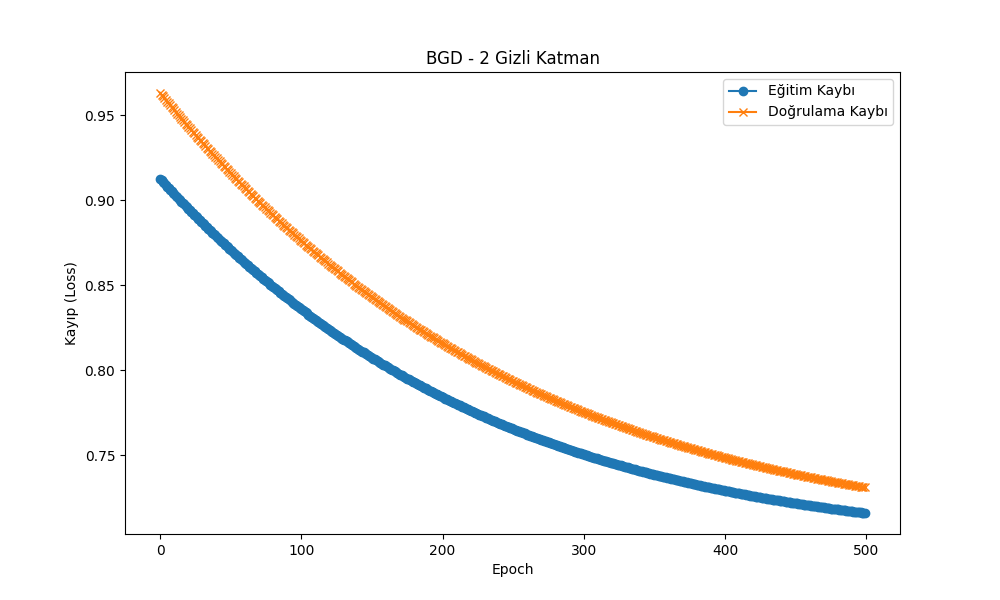 BGD - 2 Gizli Katman
Eğitim Kaybı
Doğrulama Kaybı
0.95
0.90
0.85
0.80
0.75
Kayıp (Loss)
0 100 200 300 400 500
Epoch